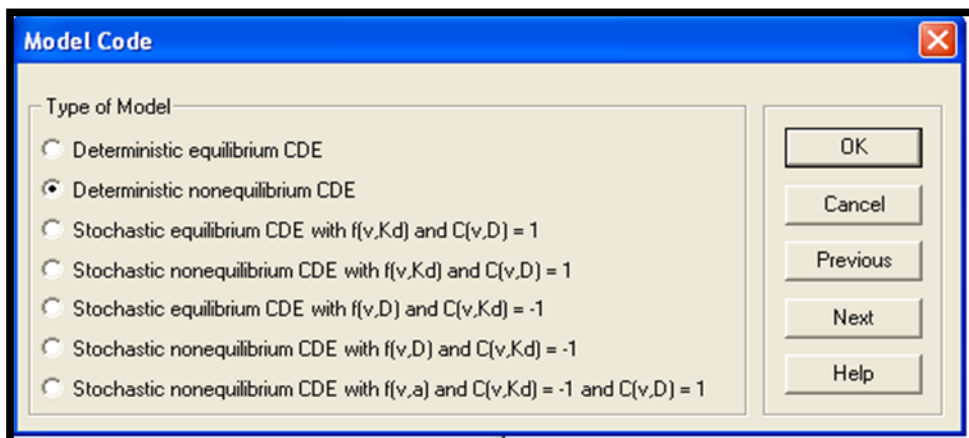 Model Code
Type of Model
Deterministic equilibrium CDE
Deterministic nonequilibrium CDE
Stochastic equilibrium CDE with f(v,Kd) and C(v,D) = 1
Stochastic nonequilibrium CDE with f(v,Kd) and C(v,D) = 1
Stochastic equilibrium CDE with f(v,D) and C(v,Kd) = -1
Stochastic nonequilibrium CDE with f(v,D) and C(v,Kd) = -1
Stochastic nonequilibrium CDE with f(v,a) and C(v,Kd) = -1 and C(v,D) = 1
OK
Cancel
Previous
Next
Help